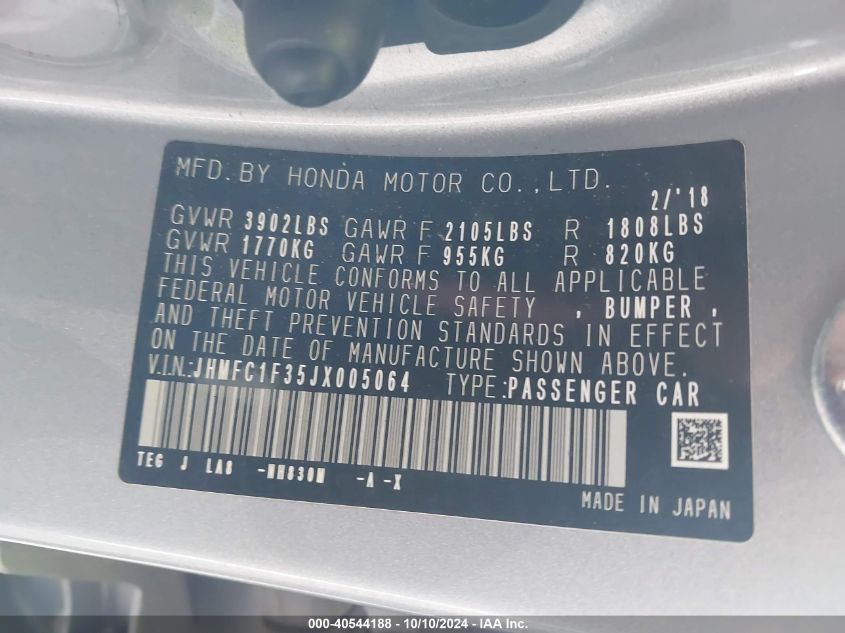 MFD.BY HONDA MOTOR CO.,LTD. 2/'18
GVWR 3902LBS GAWR F 2105LBS R 1808LBS
GVWR 1770KG GAWR F 955KG R 820KG
THIS VEHICLE CONFORMS TO ALL APPLICABLE
FEDERAL MOTOR VEHICLE SAFETY , BUMPER ,
AND THEFT PREVENTION STANDARDS IN EFFECT
ON THE DATE OF MANUFACTURE SHOWN ABOVE.
V.IN.:JHMFC1F35JX005064 TYPE:PASSENGER CAR
TEG J LA8 -NH830M -A -X
MADE IN JAPAN
000-40544188 - 10/10/2024 - IAA Inc.